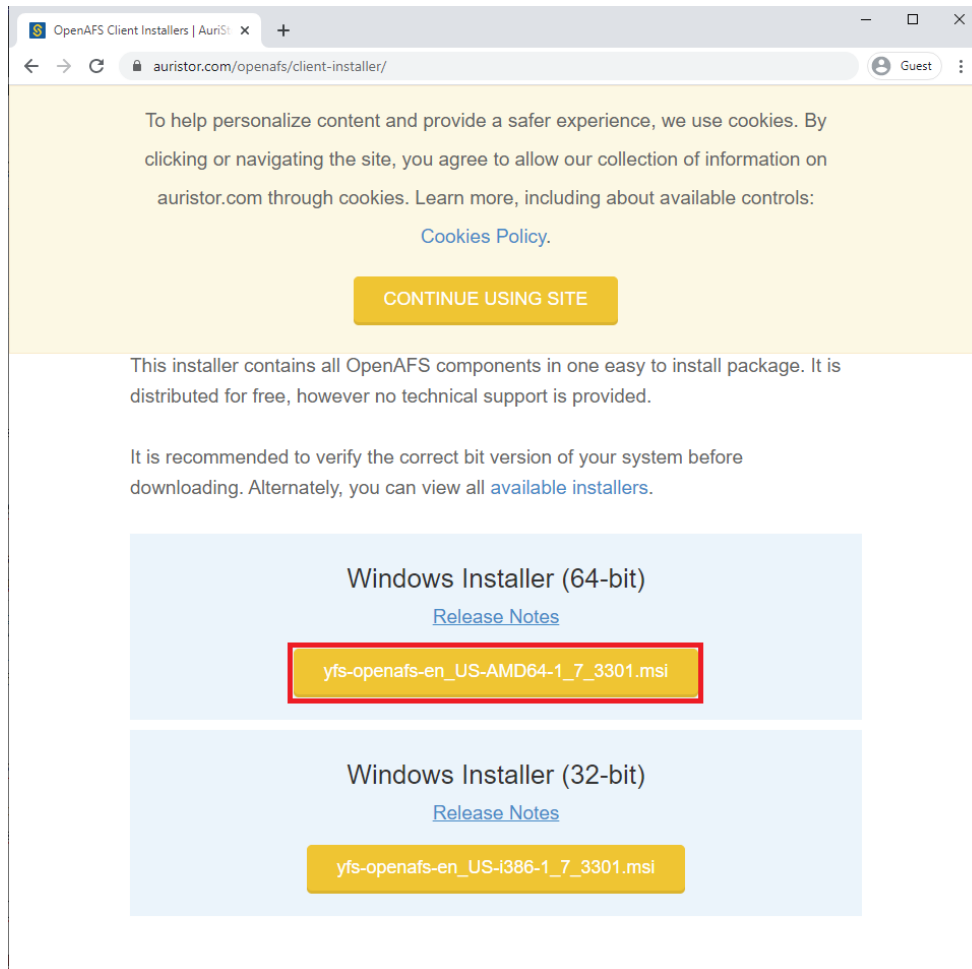 OpenAFS Client Installers | AuriSt
auristor.com/openafs/client-installer/
Guest
To help personalize content and provide a safer experience, we use cookies. By
clicking or navigating the site, you agree to allow our collection of information on
auristor.com through cookies. Learn more, including about available controls:
Cookies Policy.
CONTINUE USING SITE
This installer contains all OpenAFS components in one easy to install package. It is
distributed for free, however no technical support is provided.
It is recommended to verify the correct bit version of your system before
downloading. Alternately, you can view all available installers.
Windows Installer (64-bit)
Release Notes
yfs-openafs-en_US-AMD64-1_7_3301.msi
Windows Installer (32-bit)
Release Notes
yfs-openafs-en_US-i386-1_7_3301.msi